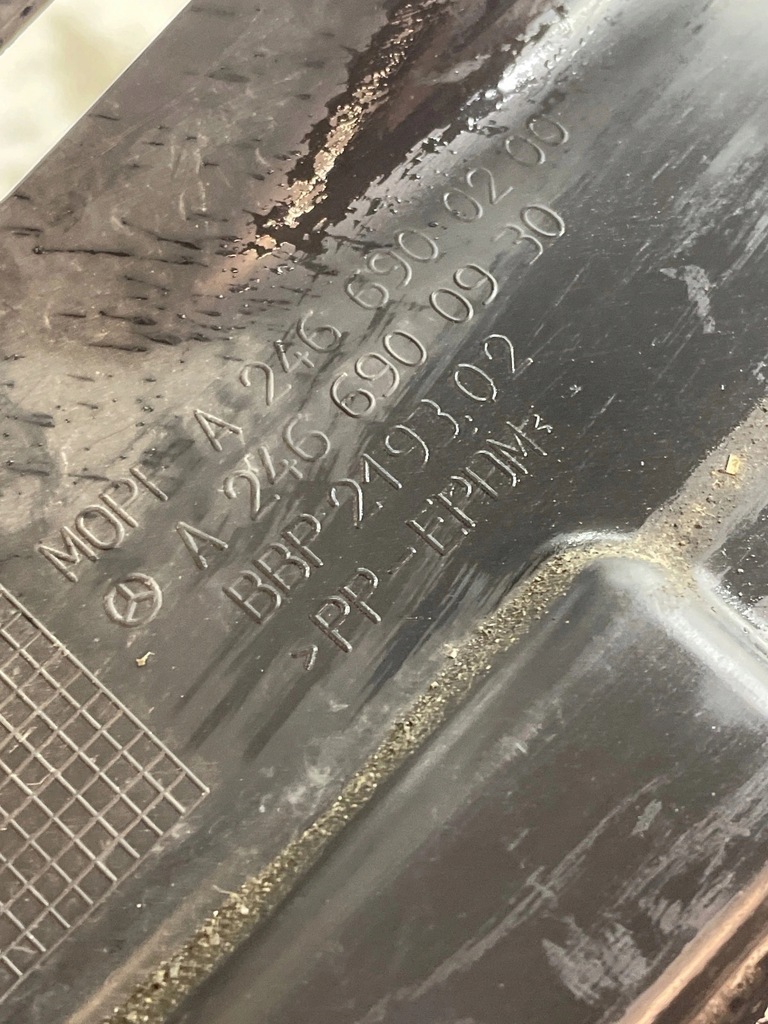 MOPF A 246 690 02 00
A 246 690 09 30
BBP 2193.02
>PP-EPDM<